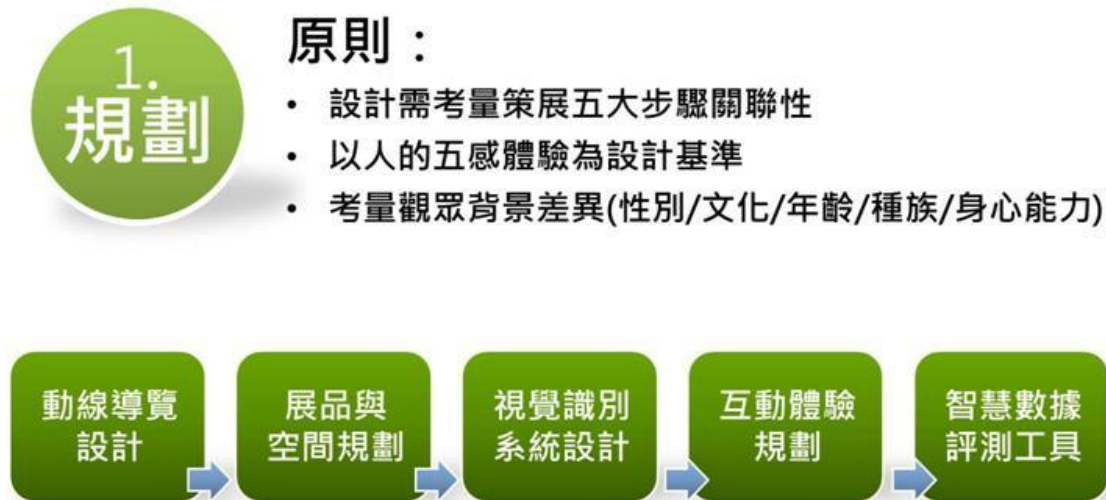 1.
規劃
原則：
• 設計需考量策展五大步驟關聯性
• 以人的五感體驗為設計基準
• 考量觀眾背景差異(性別/文化/年齡/種族/身心能力)
動線導覽
設計
展品與
空間規劃
視覺識別
系統設計
互動體驗
規劃
智慧數據
評測工具